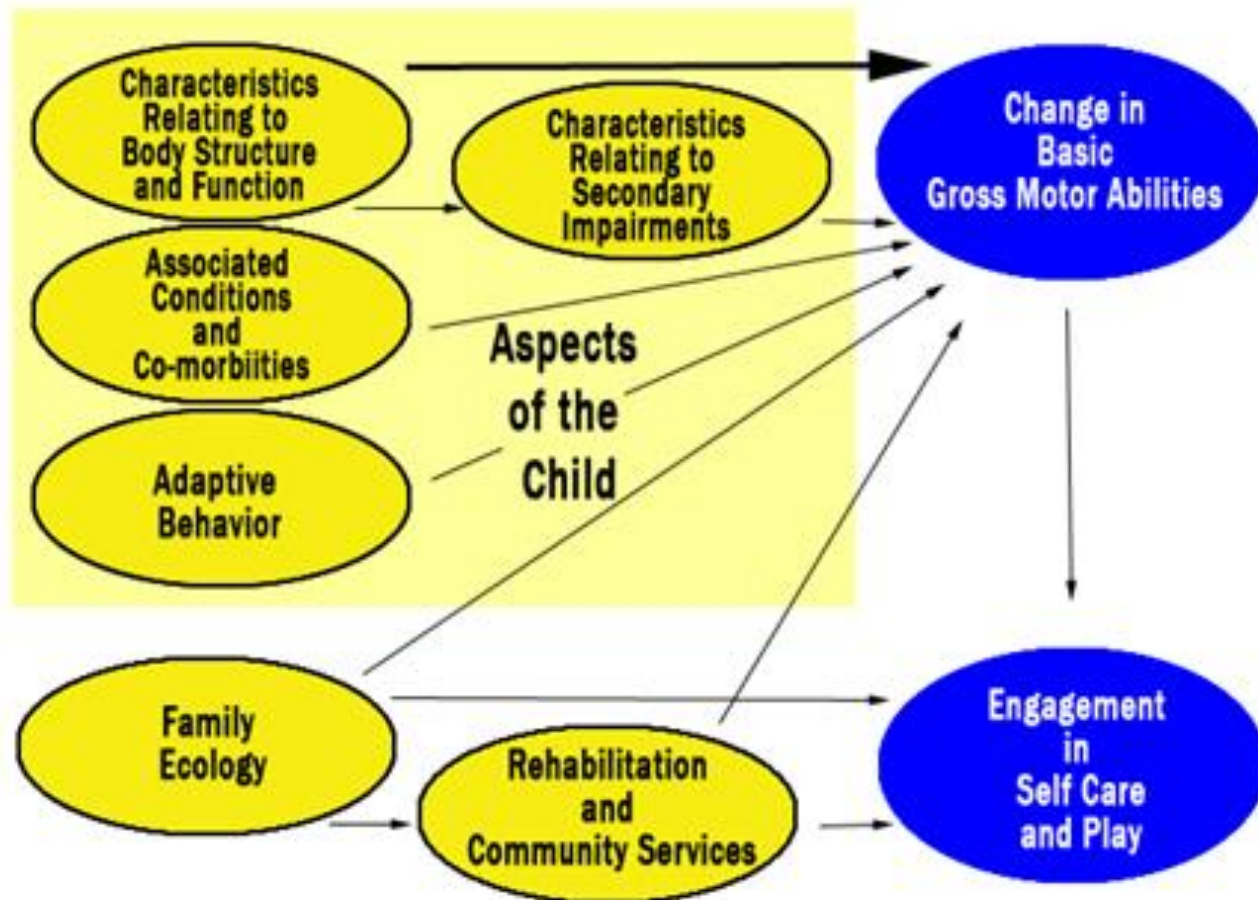 Characteristics
Relating to
Body Structure
and Function
Characteristics
Relating to
Secondary
Impairments
Change in
Basic
Gross Motor Abilities
Associated
Conditions
and
Co-morbiities
Aspects
of the
Child
Adaptive
Behavior
Family
Ecology
Rehabilitation
and
Community Services
Engagement
in
Self Care
and Play